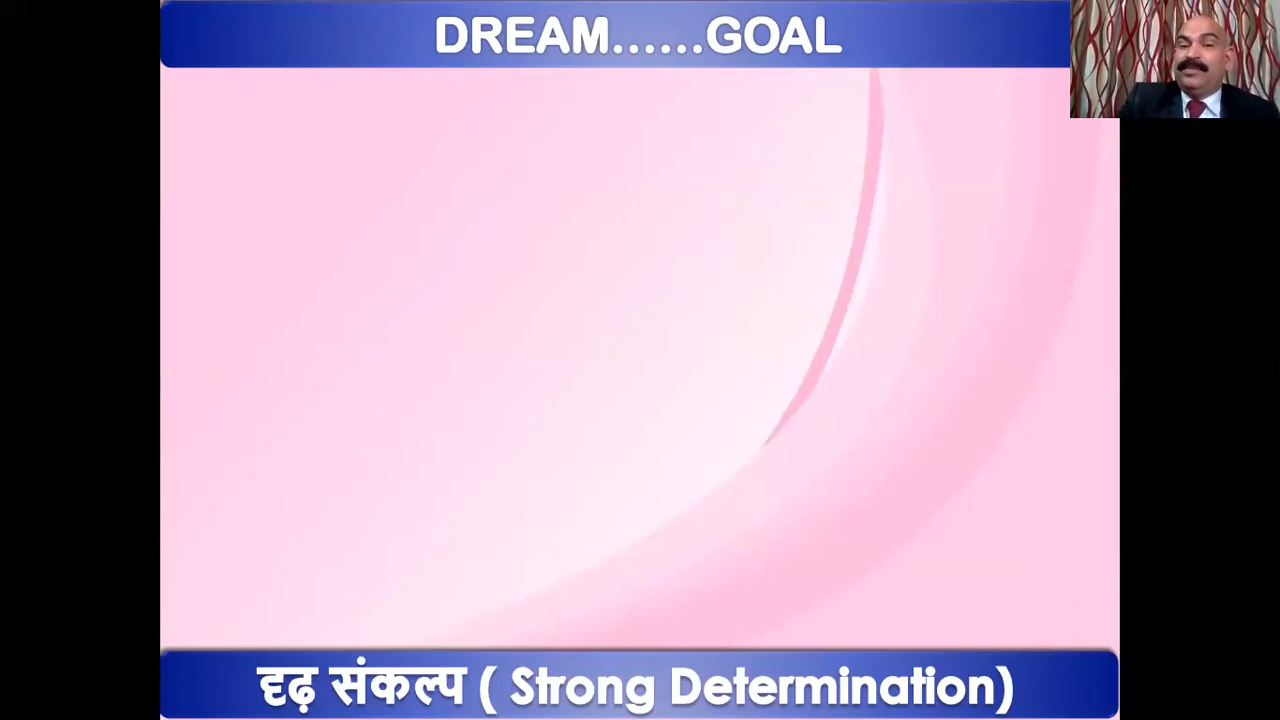 DREAM......GOAL
दृढ़ संकल्प ( Strong Determination)